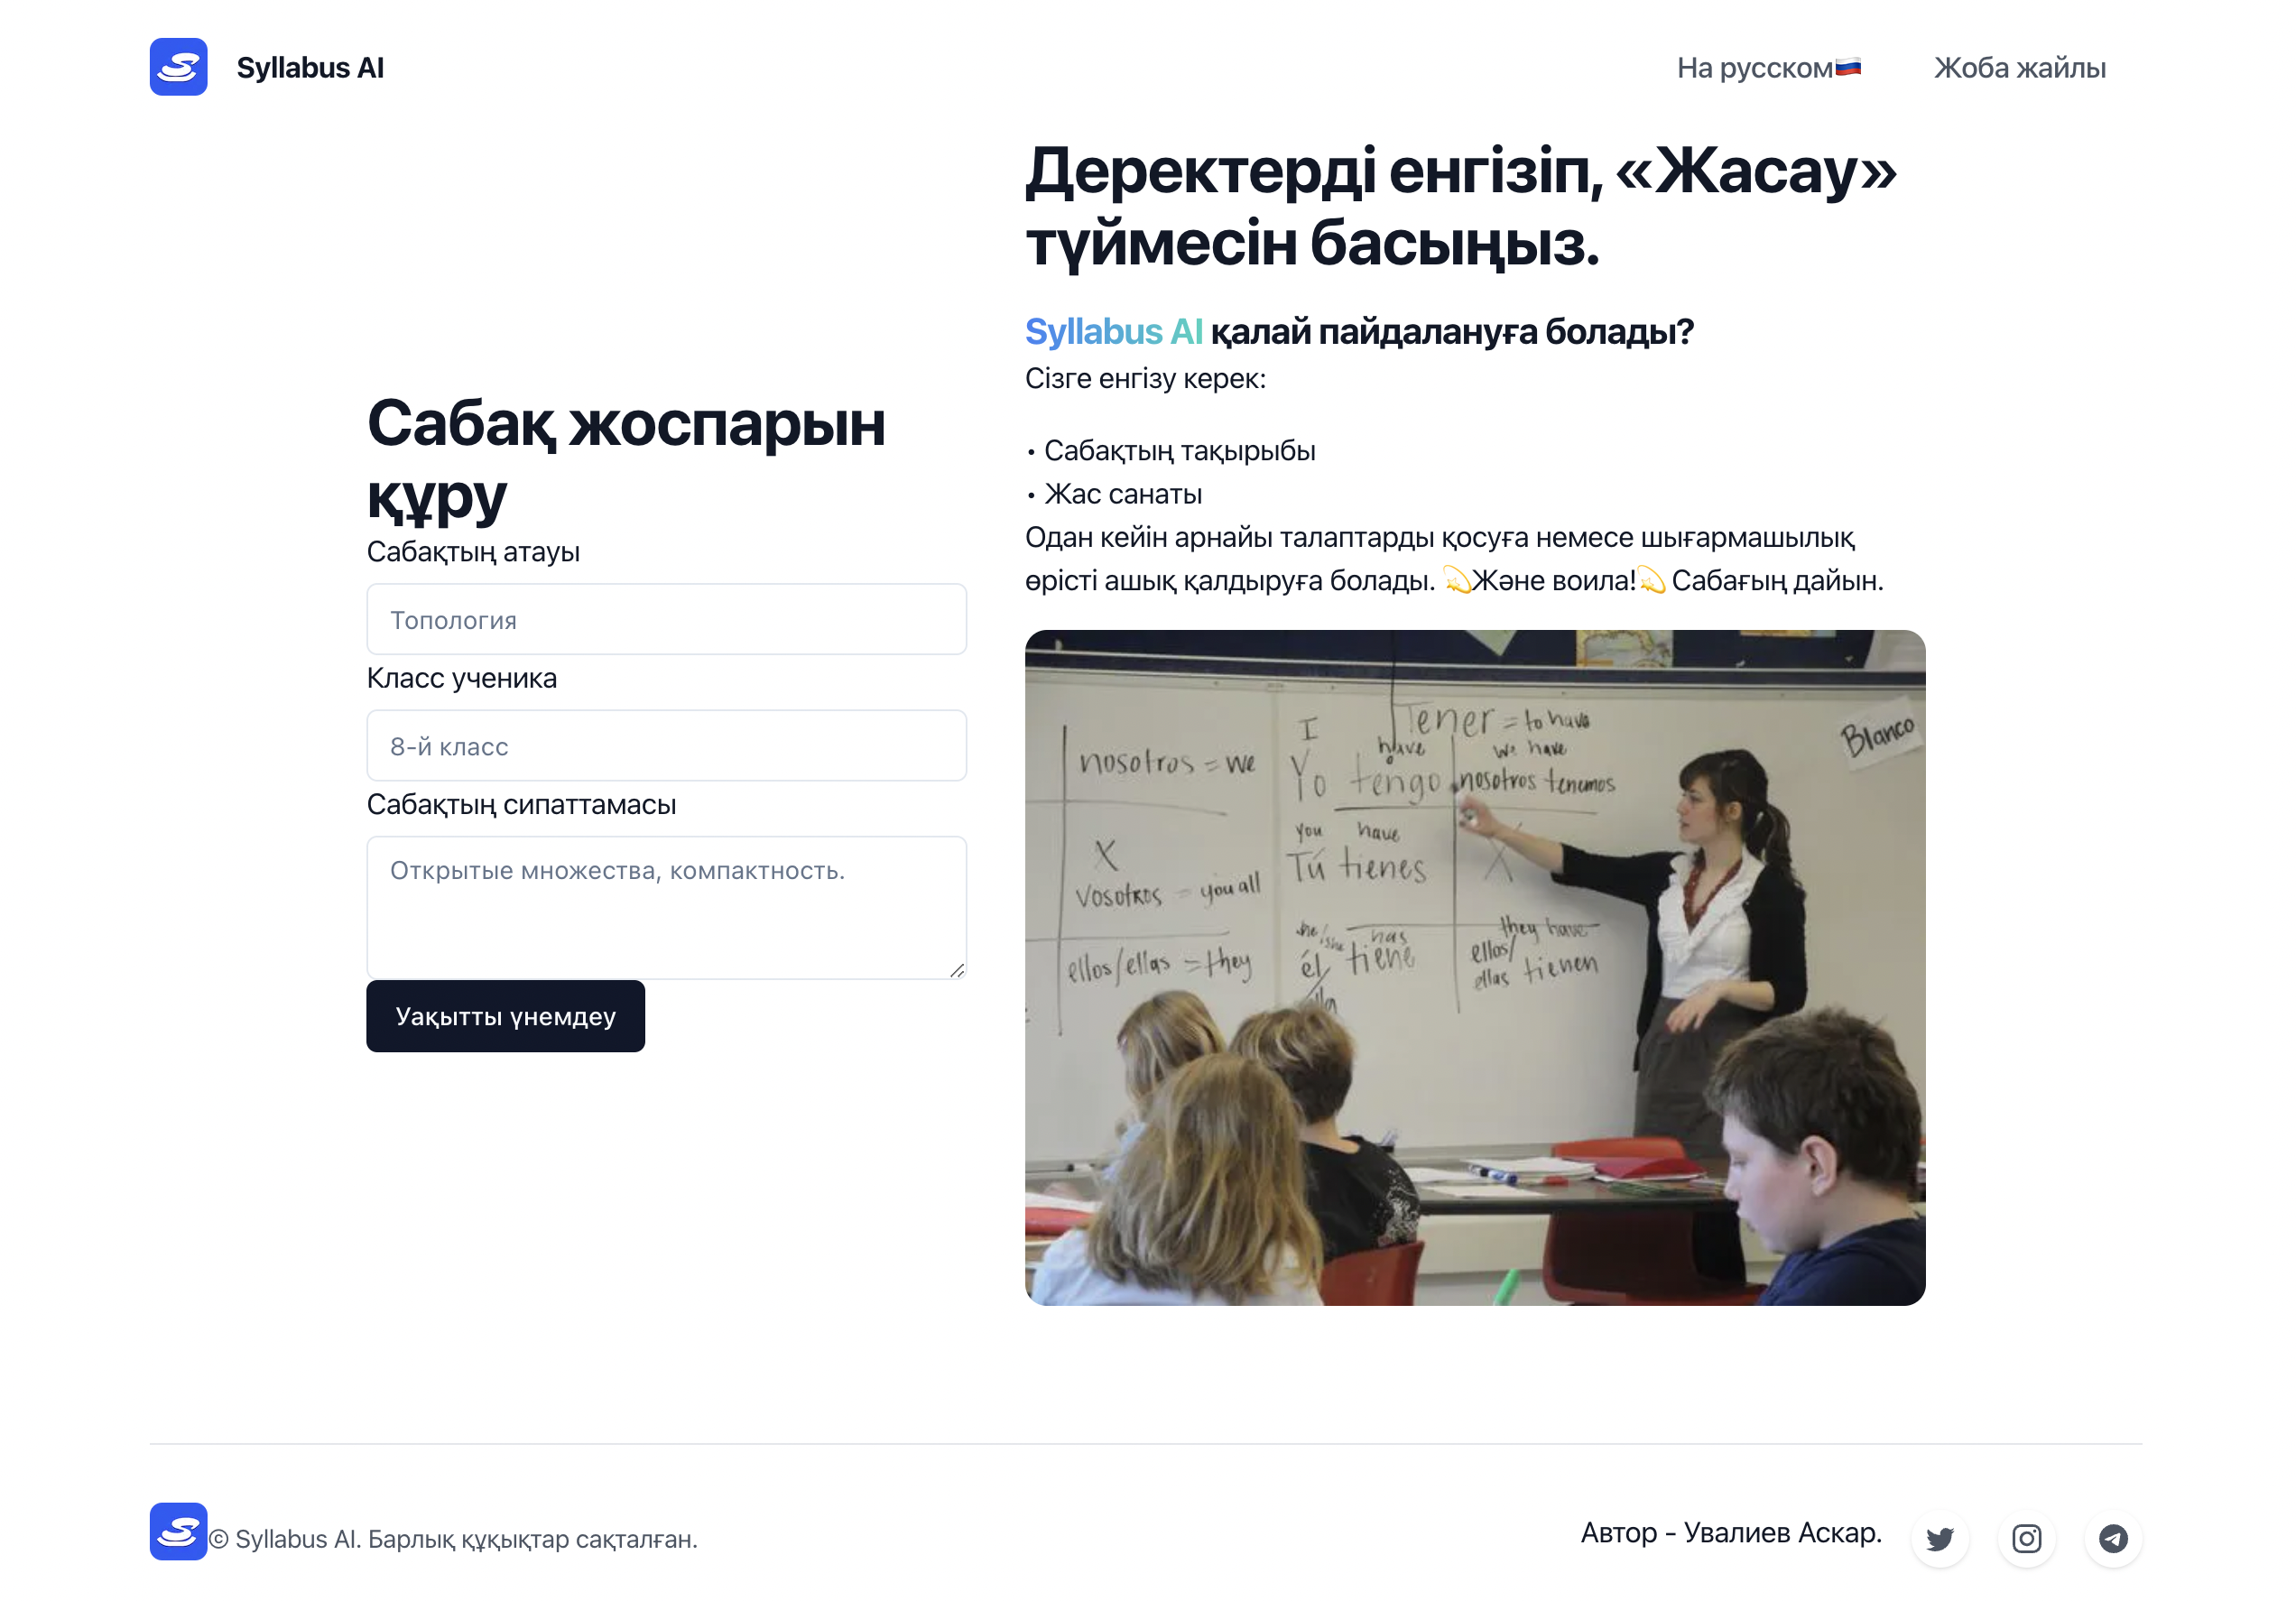 Syllabus AI
На русском🇷🇺
Жоба жайлы
Сабақ жоспарын
құру
Сабақтың атауы
Топология
Класс ученика
8-й класс
Сабақтың сипаттамасы
Открытые множества, компактность.
Уақытты үнемдеу
Деректерді енгізіп, «Жасау»
түймесін басыңыз.
Syllabus AI қалай пайдалануға болады?
Сізге енгізу керек:
• Сабақтың тақырыбы
• Жас санаты
Одан кейін арнайы талаптарды қосуға немесе шығармашылық
өрісті ашық қалдыруға болады. 💫Және воила!💫 Сабағың дайын.
nosotros = we
X
vosotros = you all
ellos/ellas = they
I
Tener = to have
have
we have
Yo tengo
nosotros tenemos
you have
Tú tienes
X
he/she has
él/ella tiene
they have
ellos/
ellas tienen
Blanco
© Syllabus AI. Барлық құқықтар сақталған.
Автор - Увалиев Аскар.